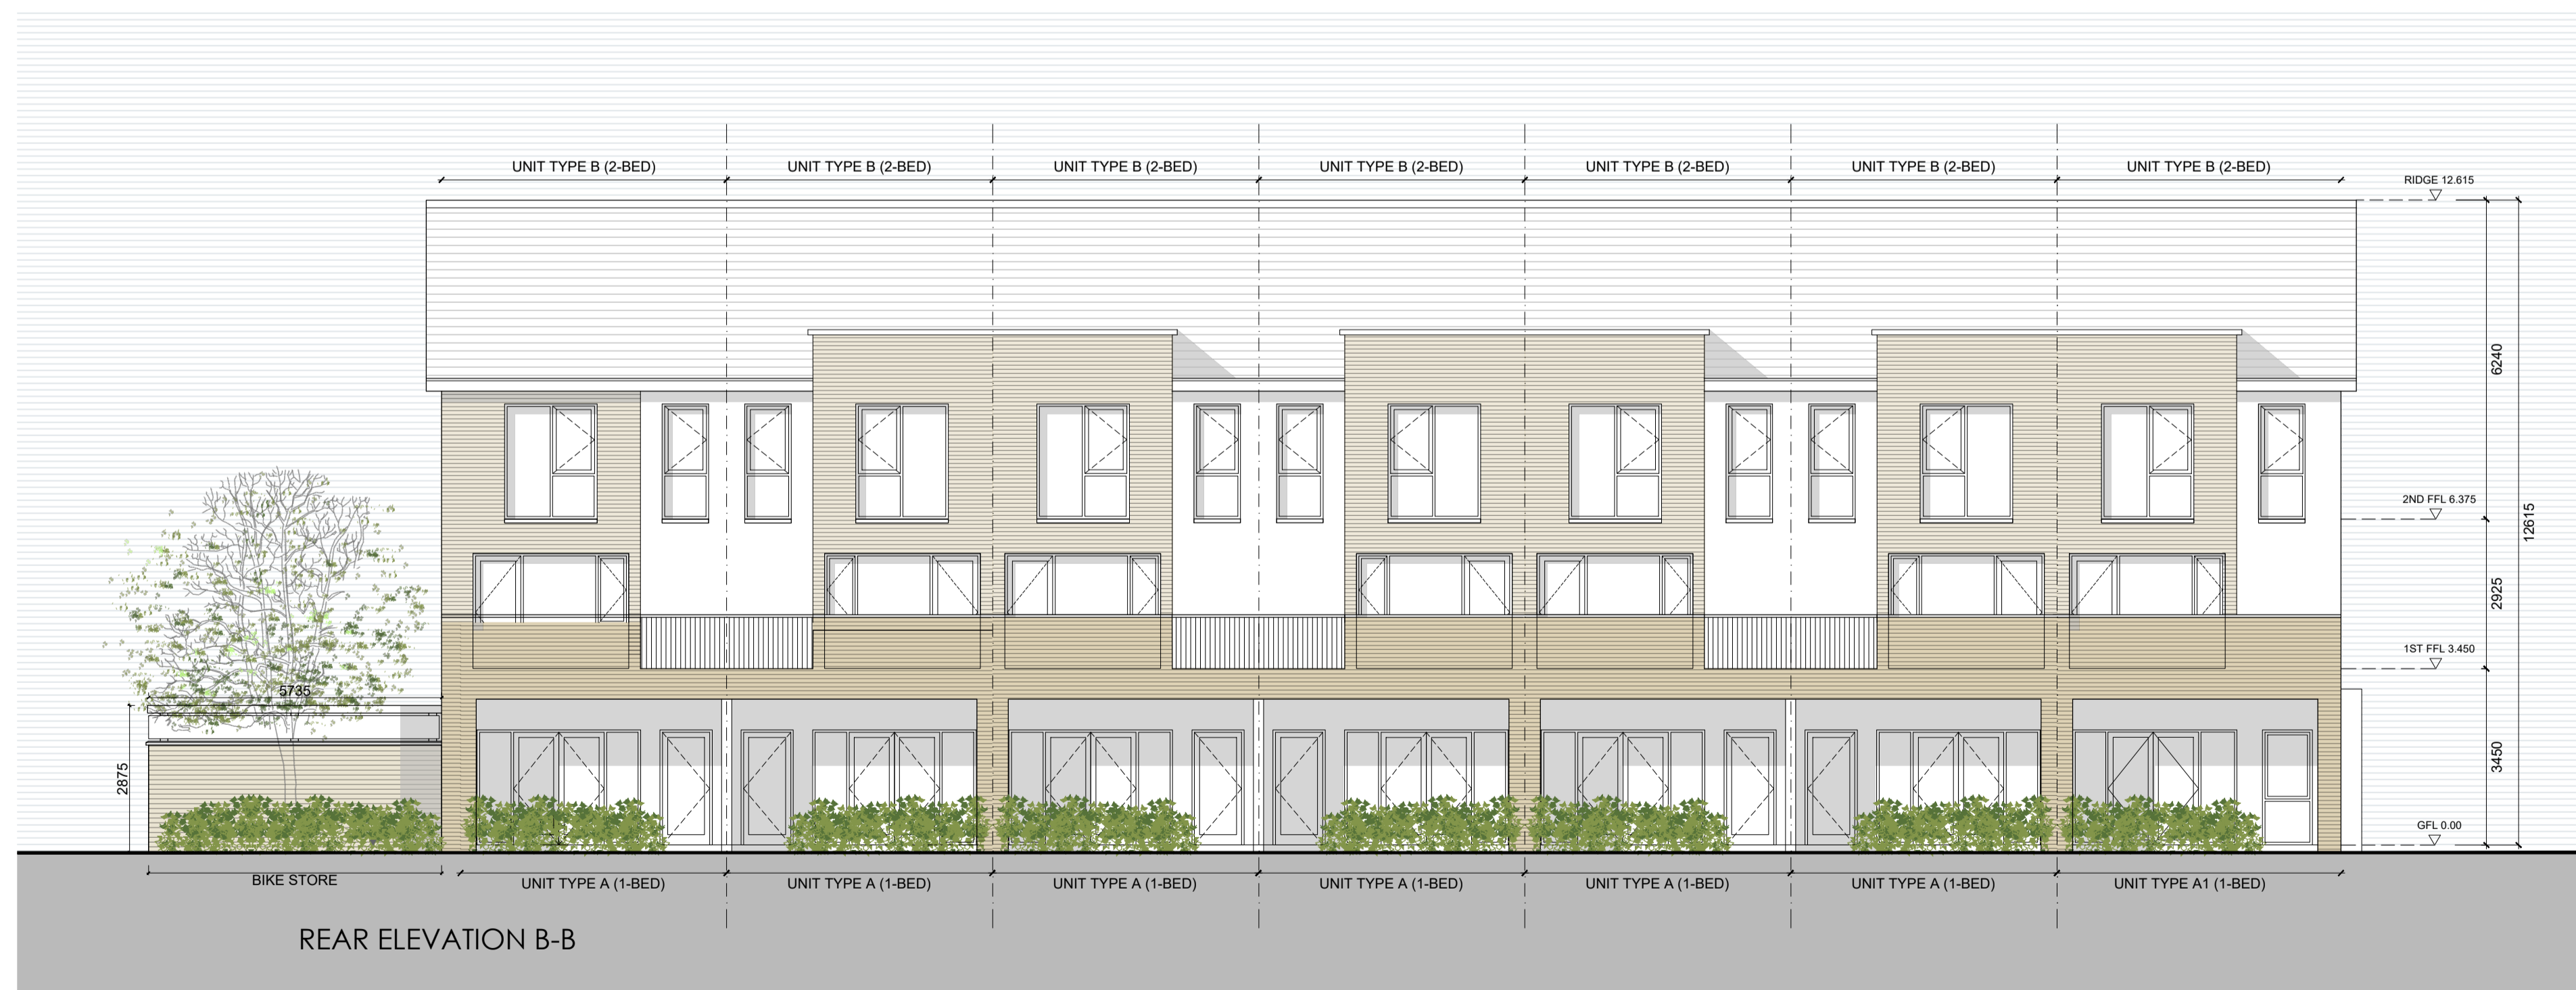 UNIT TYPE B (2-BED)
UNIT TYPE B (2-BED)
UNIT TYPE B (2-BED)
UNIT TYPE B (2-BED)
UNIT TYPE B (2-BED)
UNIT TYPE B (2-BED)
UNIT TYPE B (2-BED)
RIDGE 12.615
6240
2ND FFL 6.375
12615
2925
1ST FFL 3.450
5735
3450
2875
GFL 0.00
BIKE STORE
UNIT TYPE A (1-BED)
UNIT TYPE A (1-BED)
UNIT TYPE A (1-BED)
UNIT TYPE A (1-BED)
UNIT TYPE A (1-BED)
UNIT TYPE A (1-BED)
UNIT TYPE A1 (1-BED)
REAR ELEVATION B-B